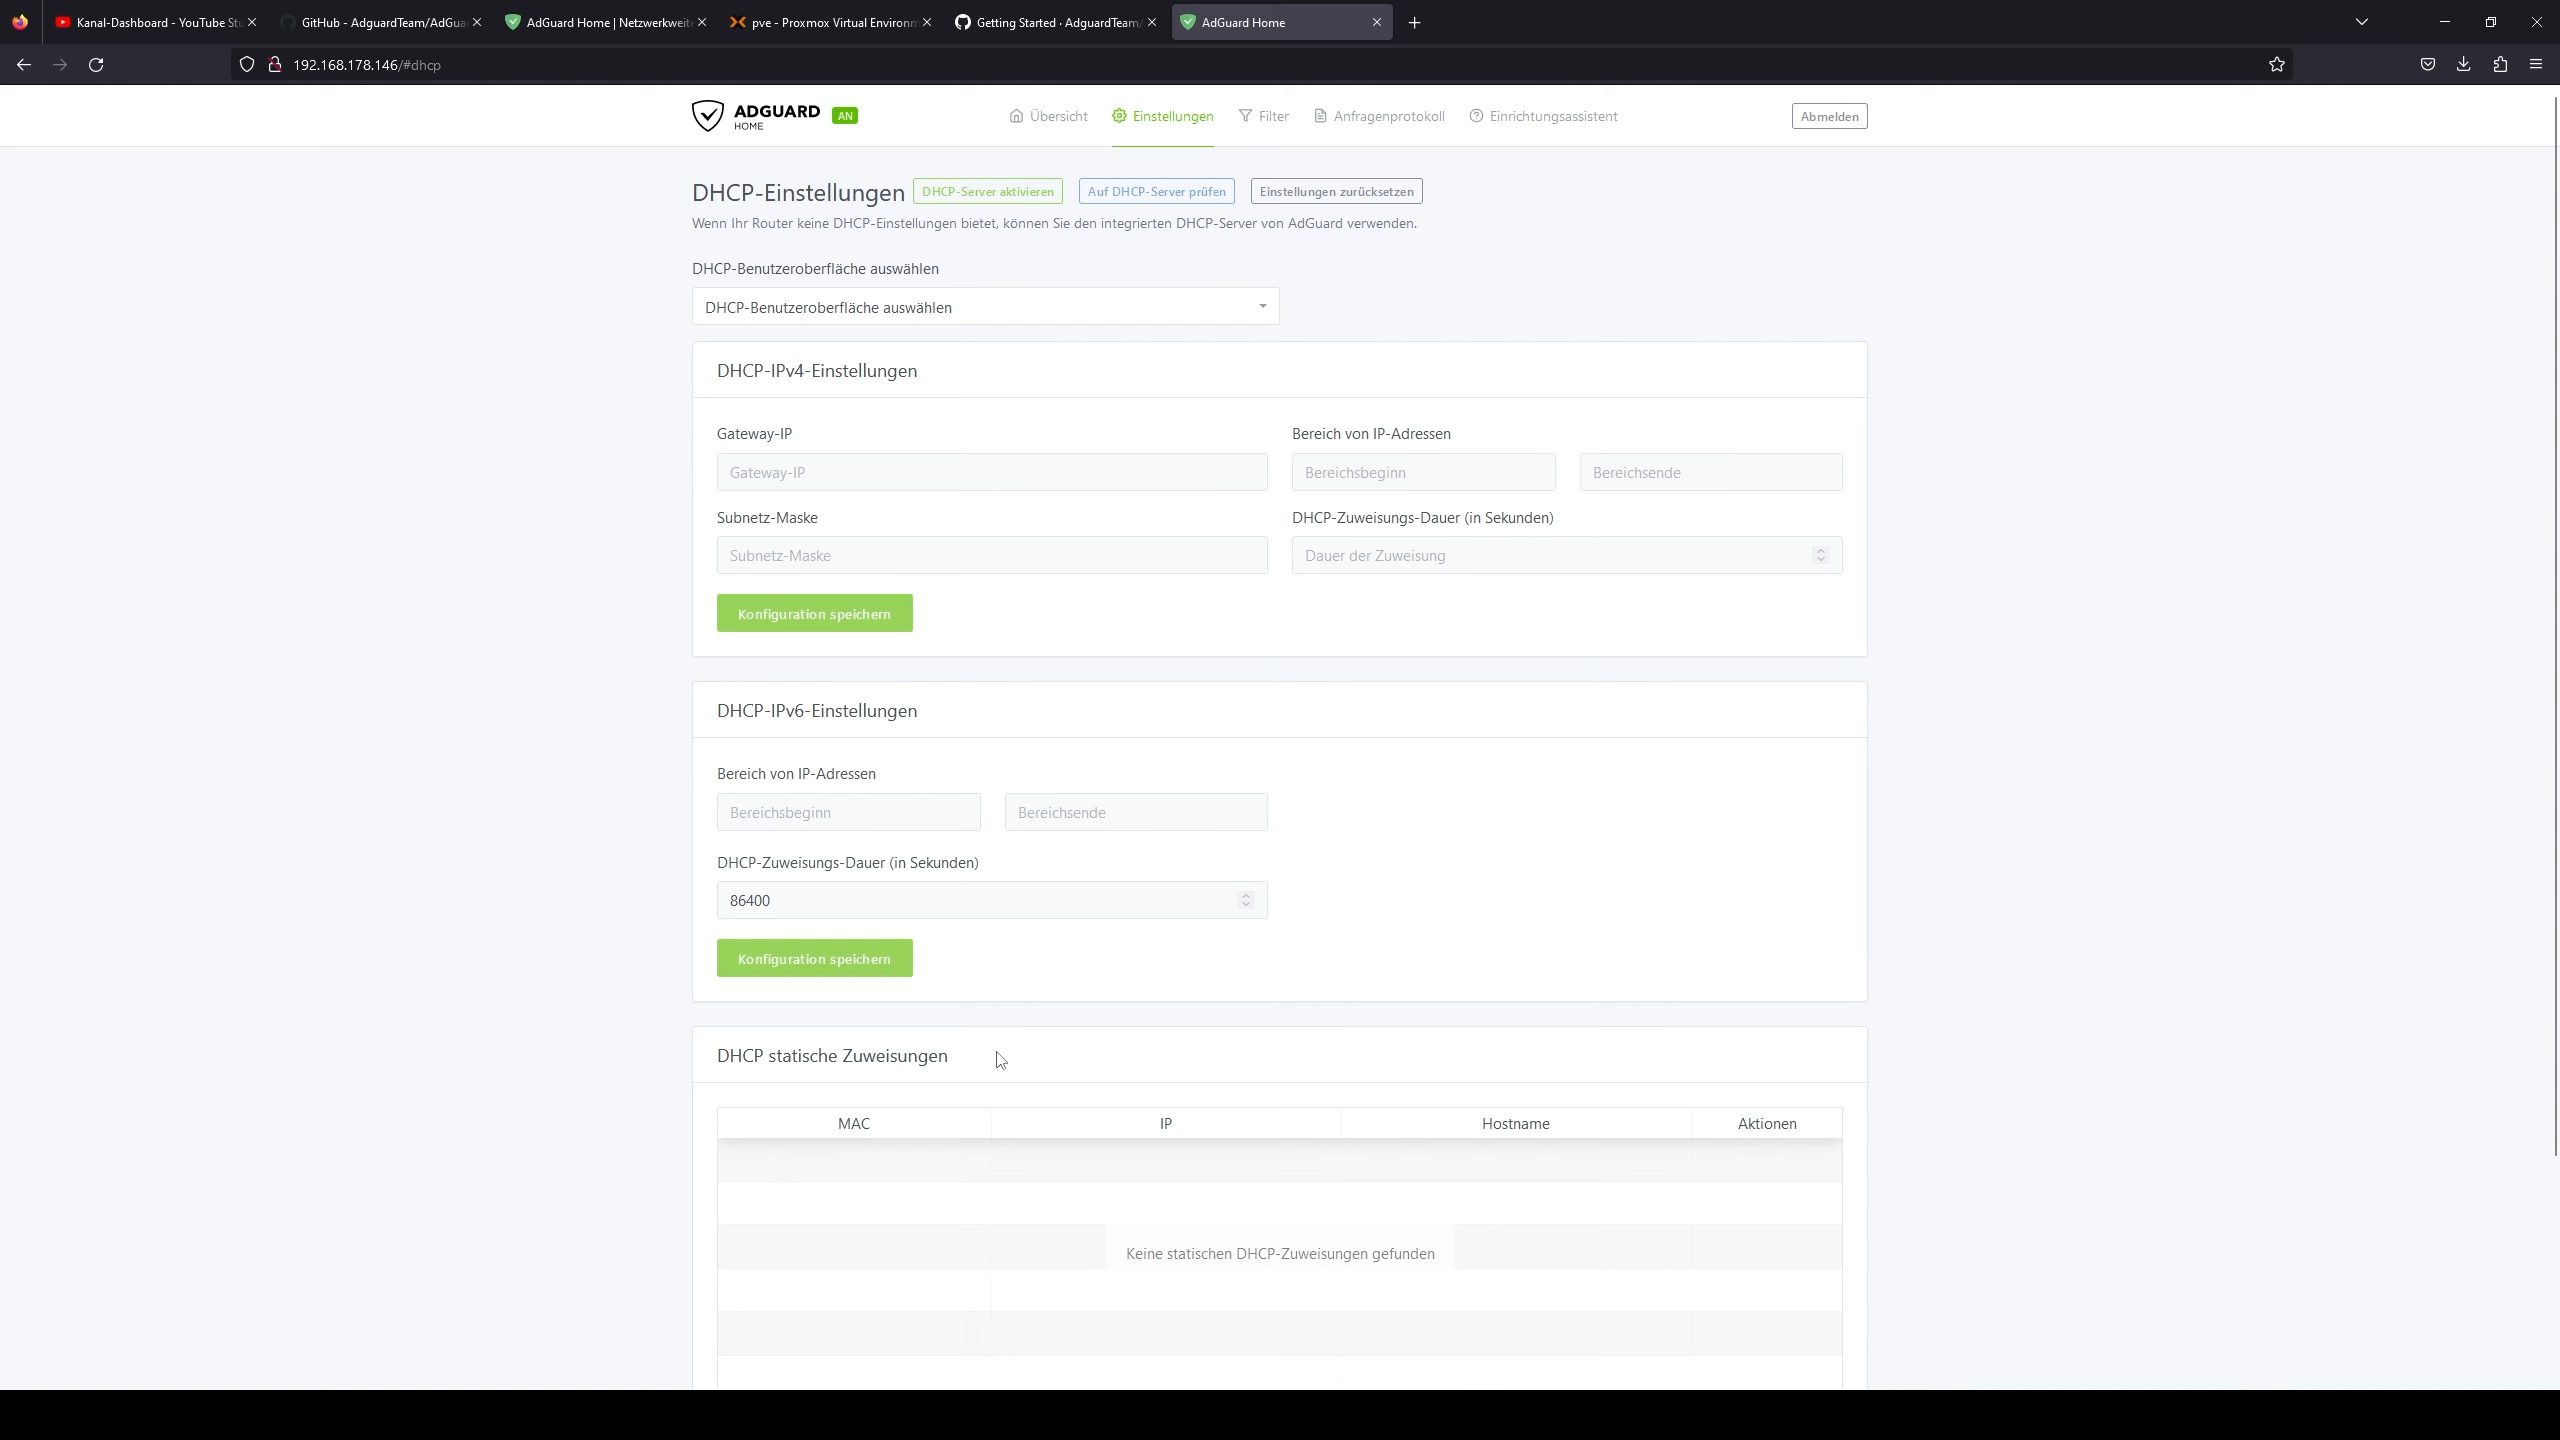 Kanal-Dashboard - YouTube Stu
GitHub - AdguardTeam/AdGua
AdGuard Home | Netzwerkweite
pve - Proxmox Virtual Environm
Getting Started · AdguardTeam/
AdGuard Home
192.168.178.146/#dhcp
ADGUARD
HOME
AN
Übersicht
Einstellungen
Filter
Anfragenprotokoll
Einrichtungsassistent
Abmelden
DHCP-Einstellungen
DHCP-Server aktivieren
Auf DHCP-Server prüfen
Einstellungen zurücksetzen
Wenn Ihr Router keine DHCP-Einstellungen bietet, können Sie den integrierten DHCP-Server von AdGuard verwenden.
DHCP-Benutzeroberfläche auswählen
DHCP-Benutzeroberfläche auswählen
DHCP-IPv4-Einstellungen
Gateway-IP
Bereich von IP-Adressen
Gateway-IP
Bereichsbeginn
Bereichsende
Subnetz-Maske
DHCP-Zuweisungs-Dauer (in Sekunden)
Subnetz-Maske
Dauer der Zuweisung
Konfiguration speichern
DHCP-IPv6-Einstellungen
Bereich von IP-Adressen
Bereichsbeginn
Bereichsende
DHCP-Zuweisungs-Dauer (in Sekunden)
86400
Konfiguration speichern
DHCP statische Zuweisungen
MAC
IP
Hostname
Aktionen
Keine statischen DHCP-Zuweisungen gefunden